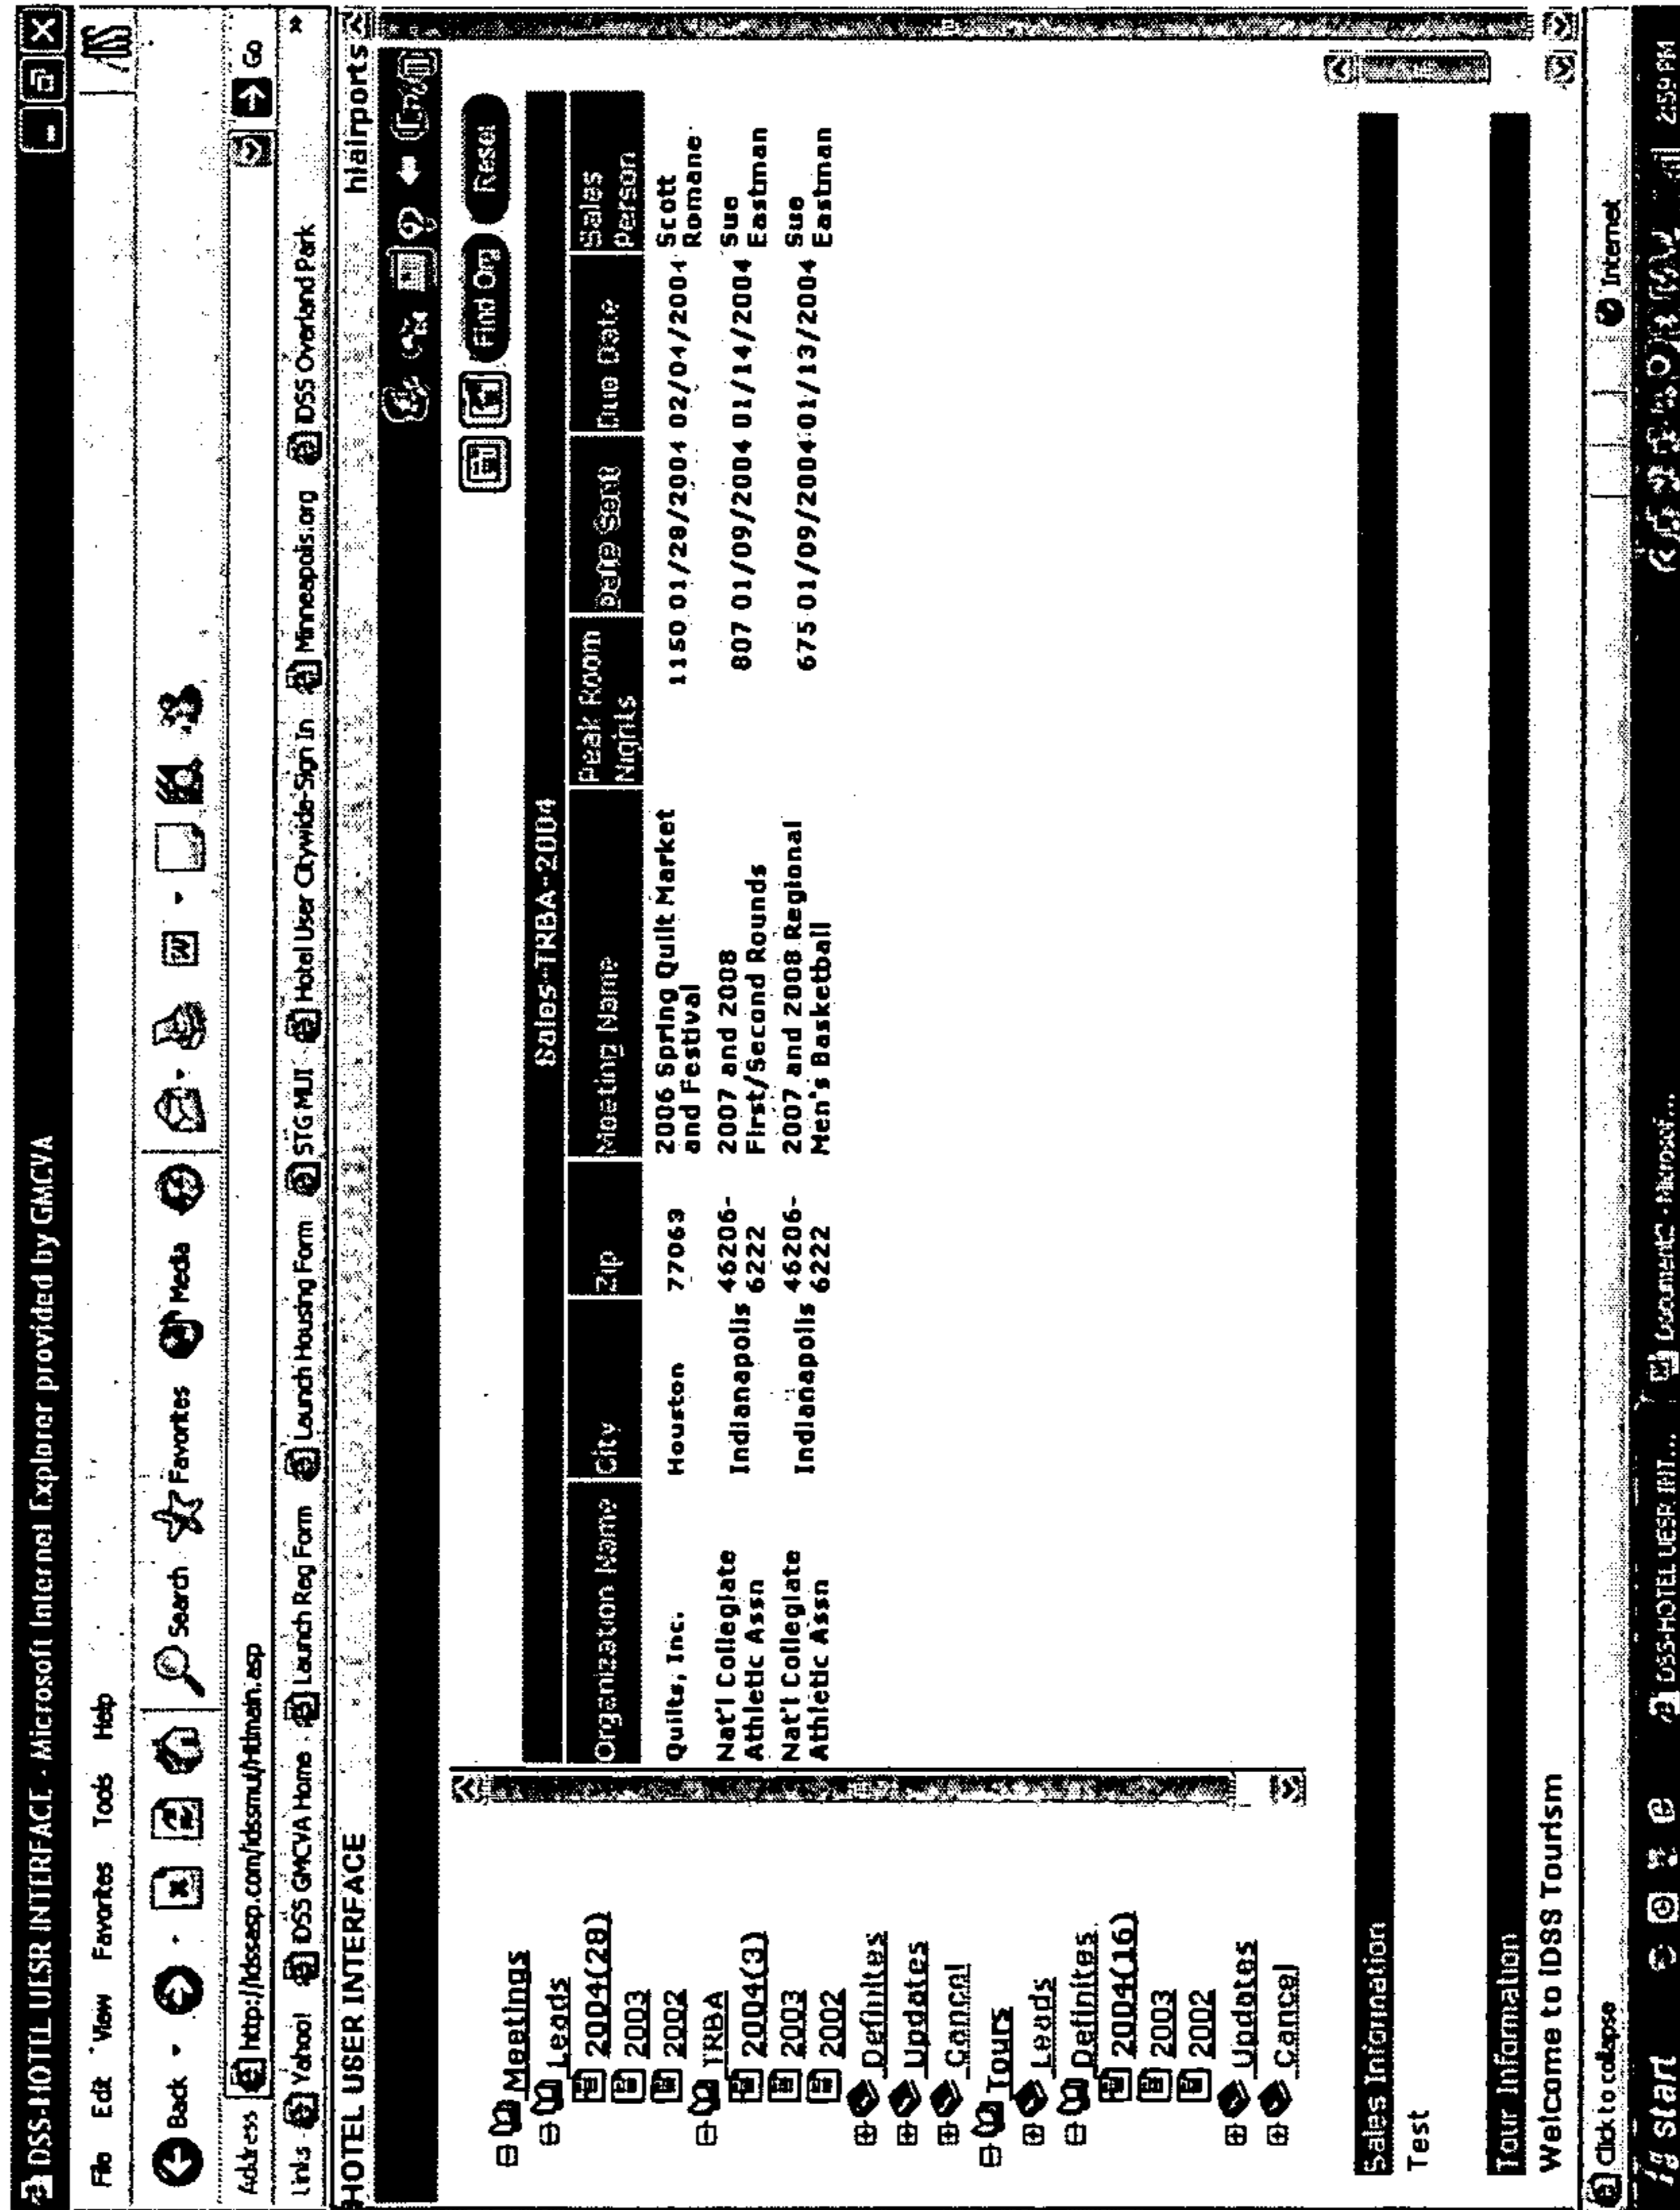 DSS-HOTEL UESR INTERFACE - Microsoft Internet Explorer provided by GMCVA
File Edit View Favorites Tools Help
Back Search Favorites Media
Address http://idssasp.com/idssmui/Htlmain.asp Go
Links Yahoo! DSS GMCVA Home Launch Reg Form Launch Housing Form STG MUI Hotel User Citywide-Sign In Minneapolis.org iDSS Overland Park
HOTEL USER INTERFACE hlairports
Find Org Reset
Meetings
Leads
2004(28)
2003
2002
TRBA
2004(3)
2003
2002
Definites
Updates
Cancel
Tours
Leads
Definites
2004(16)
2003
2002
Updates
Cancel
Sales-TRBA-2004
Organization Name City Zip Meeting Name Peak Room Nights Date Sent Due Date Sales Person
Quilts, Inc. Houston 77063 2006 Spring Quilt Market and Festival 1150 01/28/2004 02/04/2004 Scott Romane
Nat'l Collegiate Athletic Assn Indianapolis 46206-6222 2007 and 2008 First/Second Rounds 807 01/09/2004 01/14/2004 Sue Eastman
Nat'l Collegiate Athletic Assn Indianapolis 46206-6222 2007 and 2008 Regional Men's Basketball 675 01/09/2004 01/13/2004 Sue Eastman
Sales Information
Test
Tour Information
Welcome to iDSS Tourism
Click to collapse Internet
start DSS-HOTEL UESR INT... Document2 - Microsof... 2:59 PM